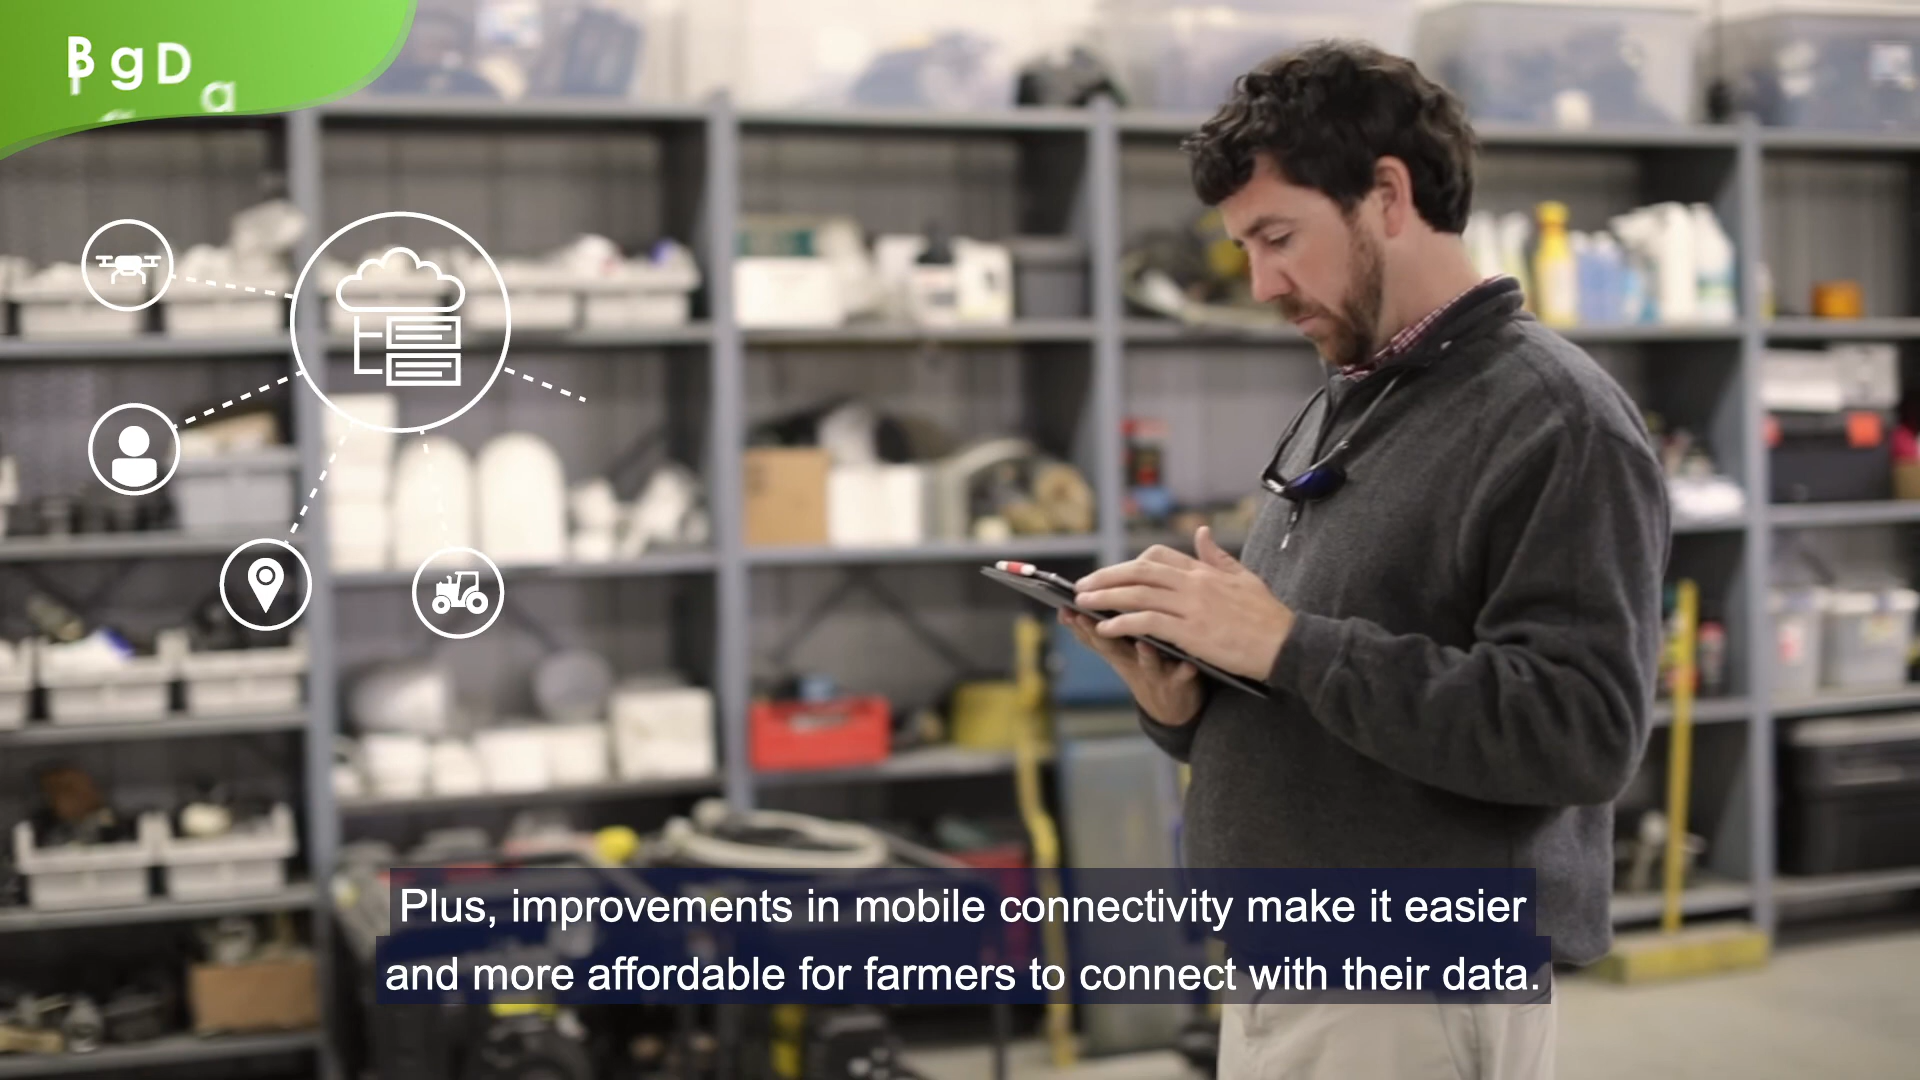 B g D a
Plus, improvements in mobile connectivity make it easier
and more affordable for farmers to connect with their data.